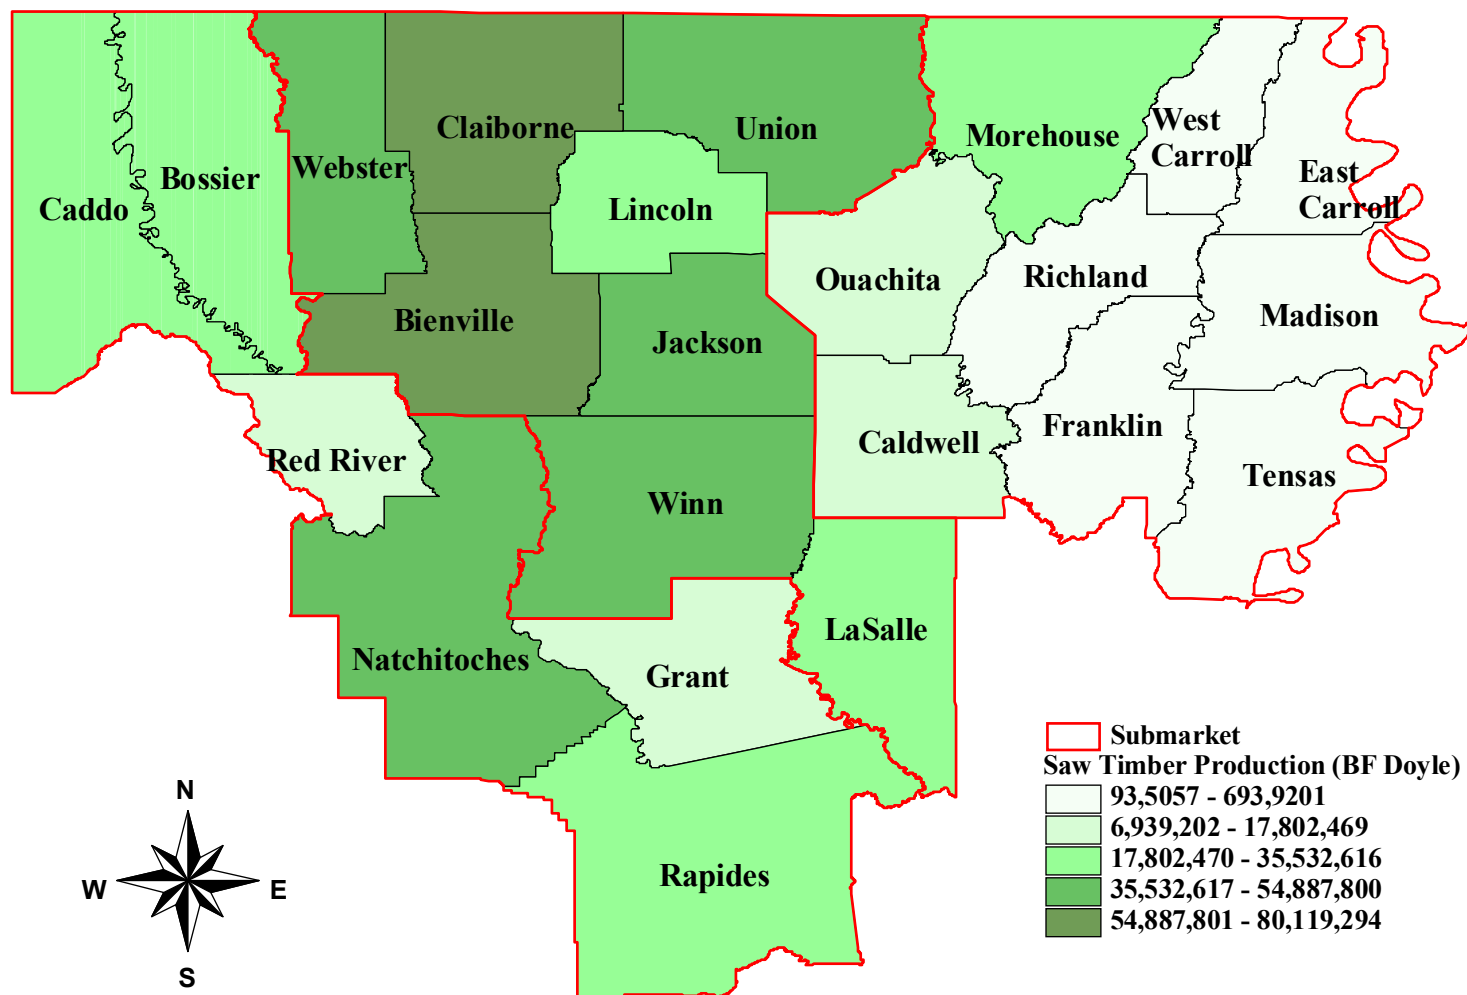 Claiborne
Union
West
Carroll
Morehouse
Webster
Bossier
East
Carroll
Caddo
Lincoln
Ouachita
Richland
Madison
Bienville
Jackson
Franklin
Caldwell
Red River
Tensas
Winn
LaSalle
Natchitoches
Grant
Rapides
N
W
E
S
Submarket
Saw Timber Production (BF Doyle)
93,5057 - 693,9201
6,939,202 - 17,802,469
17,802,470 - 35,532,616
35,532,617 - 54,887,800
54,887,801 - 80,119,294